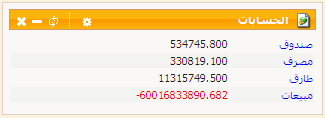 الحسابات
صندوق 534745.800
مصرف 330819.100
طارق 11315749.500
مبيعات -60016833890.682